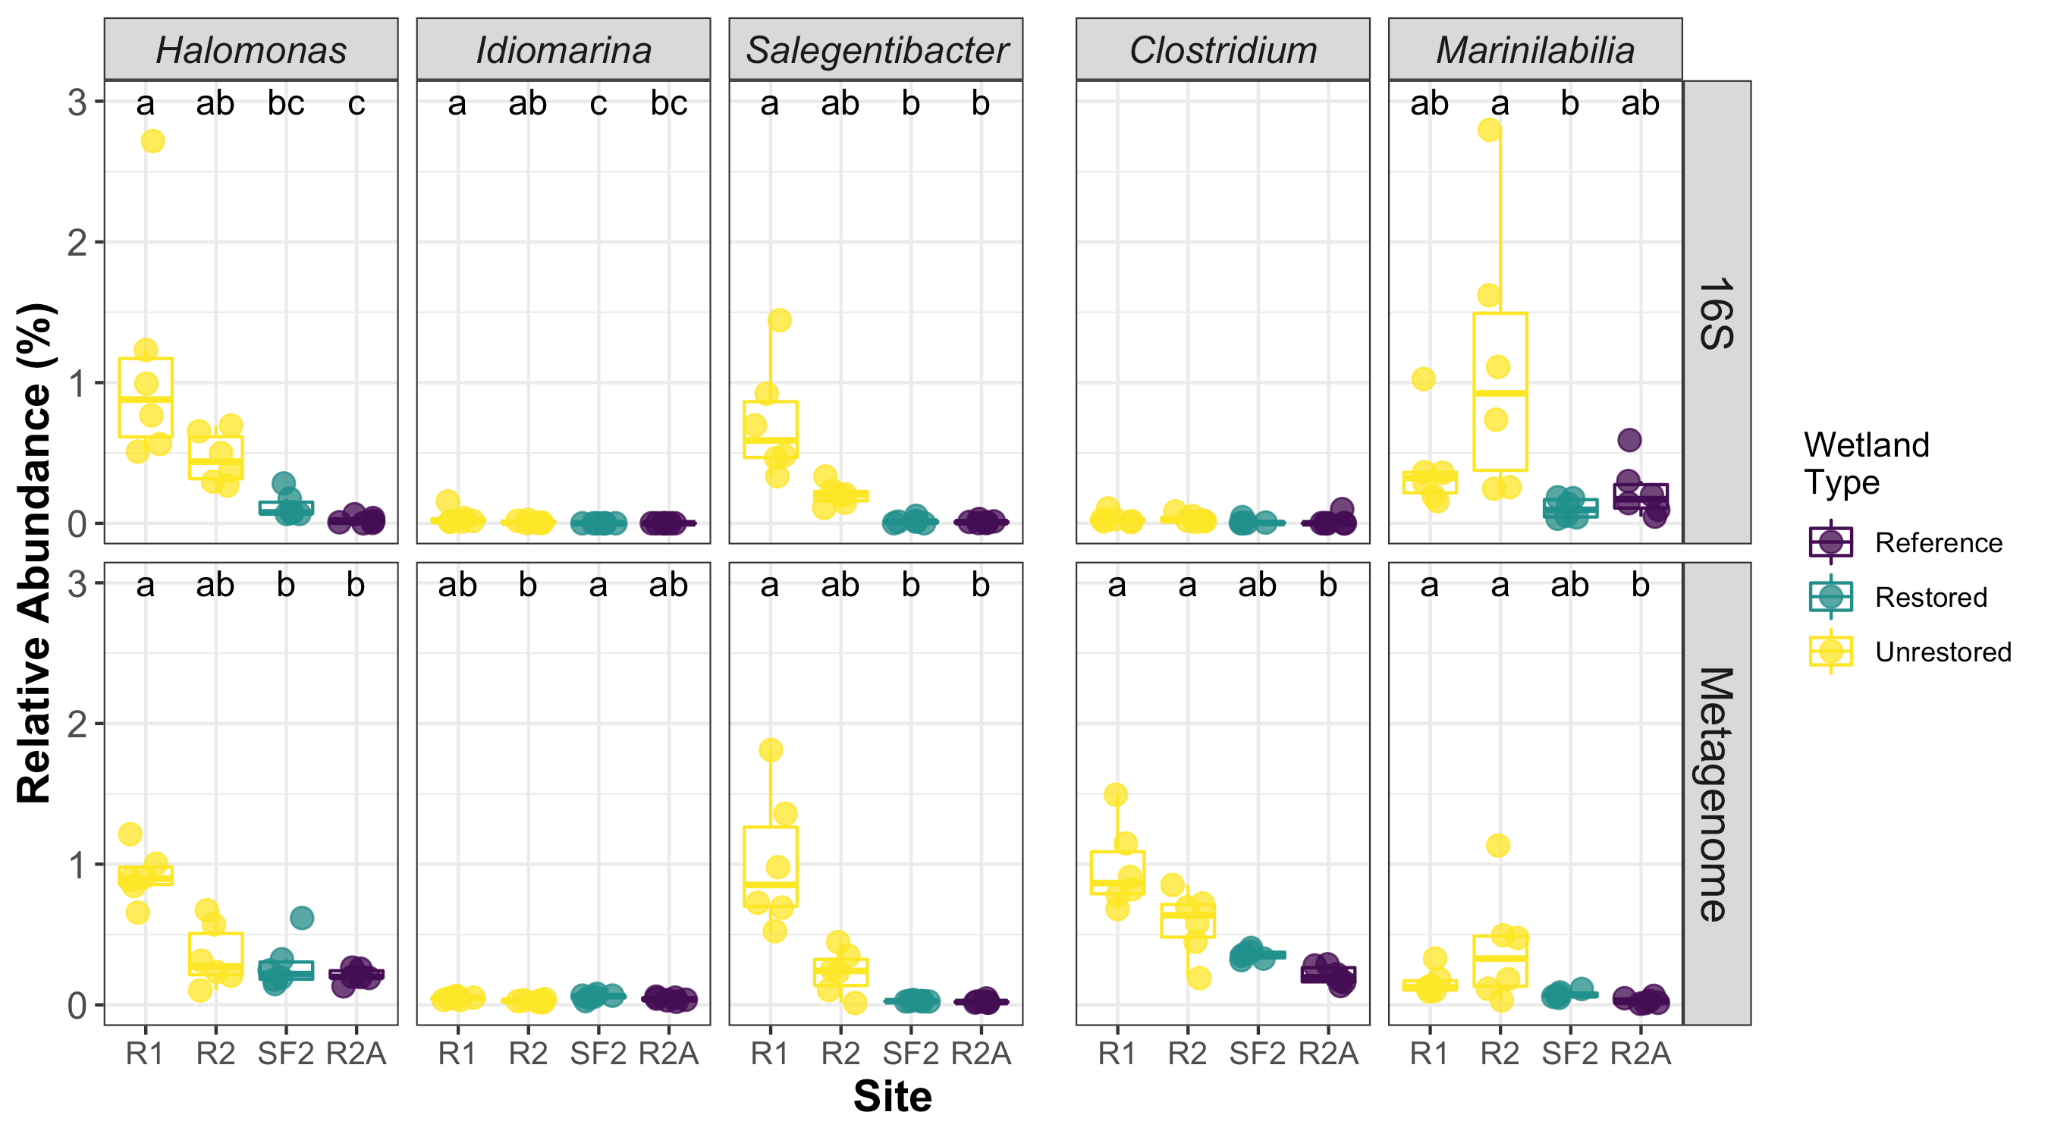 Halomonas Idiomarina Salegentibacter Clostridium Marinilabilia
3 a ab bc c a ab c bc a ab b b ab a b ab
2
1
0
16S
3 a ab b b ab b a ab a ab b b a a ab b a a ab b
2
1
0
Metagenome
R1 R2 SF2 R2A R1 R2 SF2 R2A R1 R2 SF2 R2A R1 R2 SF2 R2A R1 R2 SF2 R2A
Site
Relative Abundance (%)
Wetland
Type
Reference
Restored
Unrestored